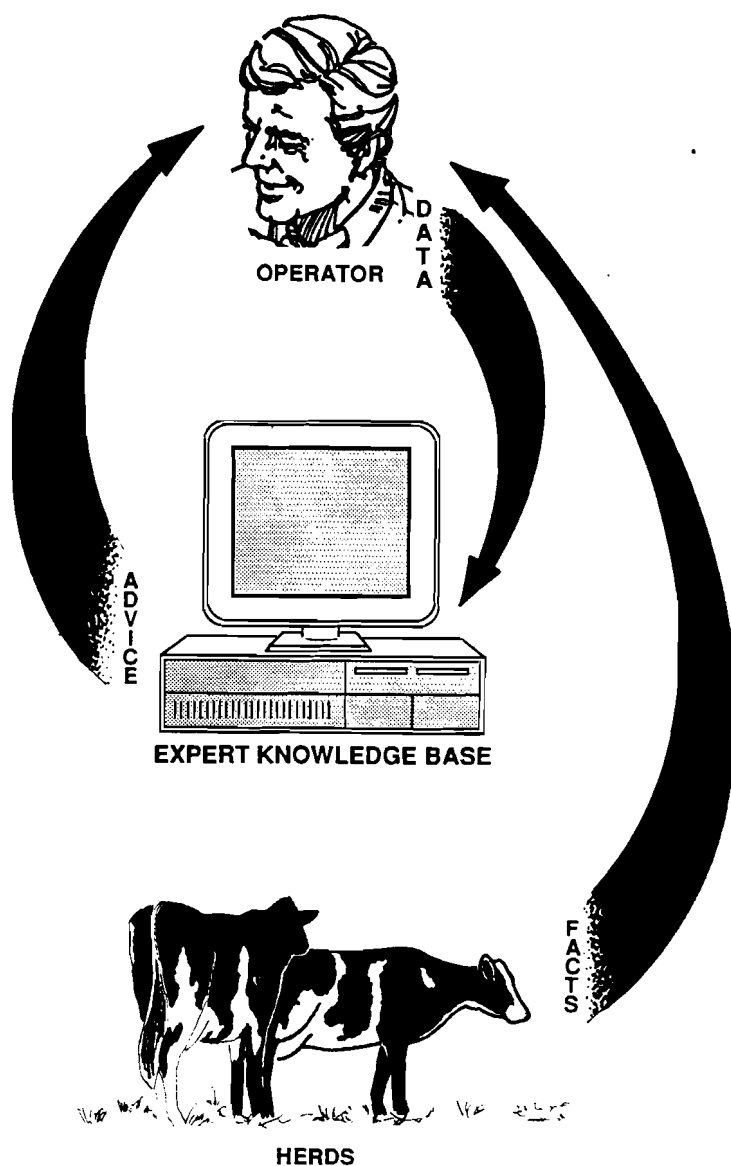 OPERATOR
DATA
ADVICE
EXPERT KNOWLEDGE BASE
FACTS
HERDS